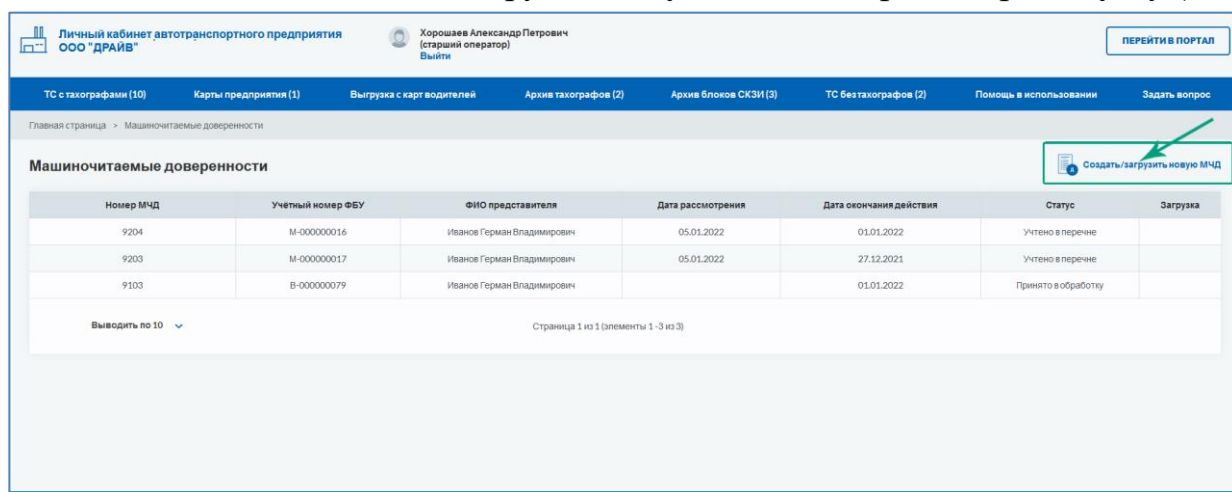 Личный кабинет автотранспортного предприятия
ООО "ДРАЙВ"
Хорошаев Александр Петрович
(старший оператор)
Выйти
ПЕРЕЙТИ В ПОРТАЛ
ТС с тахографами (10) Карты предприятия (1) Выгрузка с карт водителей Архив тахографов (2) Архив блоков СКЗИ (3) ТС без тахографов (2) Помощь в использовании Задать вопрос
Главная страница > Машиночитаемые доверенности
Машиночитаемые доверенности
Создать/загрузить новую МЧД
Номер МЧД Учётный номер ФБУ ФИО представителя Дата рассмотрения Дата окончания действия Статус Загрузка
9204 М-000000016 Иванов Герман Владимирович 05.01.2022 01.01.2022 Учтено в перечне
9203 М-000000017 Иванов Герман Владимирович 05.01.2022 27.12.2021 Учтено в перечне
9103 В-000000079 Иванов Герман Владимирович 01.01.2022 Принято в обработку
Выводить по 10 Страница 1 из 1 (элементы 1 -3 из 3)